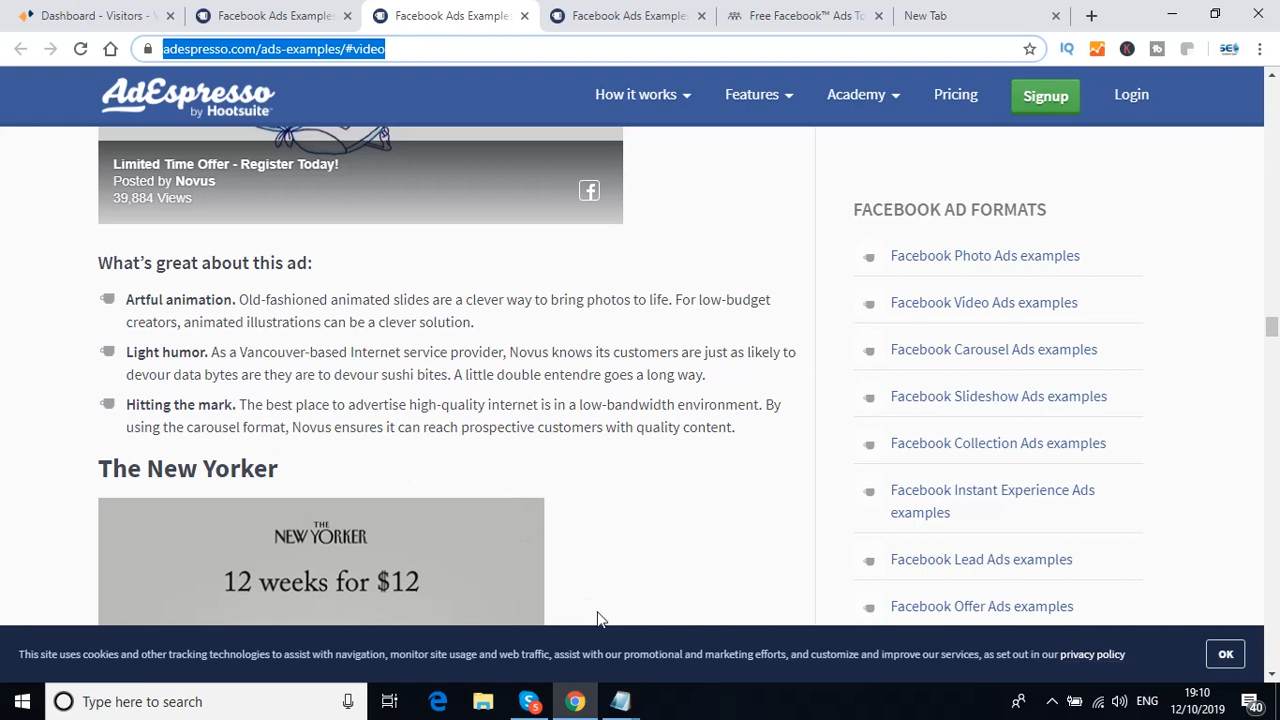 Dashboard - Visitors - V
Facebook Ads Examples
Facebook Ads Examples
Facebook Ads Examples
Free Facebook™ Ads To
New Tab
adespresso.com/ads-examples/#video
AdEspresso
by Hootsuite
How it works
Features
Academy
Pricing
Signup
Login
Limited Time Offer - Register Today!
Posted by Novus
39,884 Views
What's great about this ad:
Artful animation. Old-fashioned animated slides are a clever way to bring photos to life. For low-budget
creators, animated illustrations can be a clever solution.
Light humor. As a Vancouver-based Internet service provider, Novus knows its customers are just as likely to
devour data bytes are they are to devour sushi bites. A little double entendre goes a long way.
Hitting the mark. The best place to advertise high-quality internet is in a low-bandwidth environment. By
using the carousel format, Novus ensures it can reach prospective customers with quality content.
The New Yorker
THE
NEW YORKER
12 weeks for $12
FACEBOOK AD FORMATS
Facebook Photo Ads examples
Facebook Video Ads examples
Facebook Carousel Ads examples
Facebook Slideshow Ads examples
Facebook Collection Ads examples
Facebook Instant Experience Ads
examples
Facebook Lead Ads examples
Facebook Offer Ads examples
This site uses cookies and other tracking technologies to assist with navigation, monitor site usage and web traffic, assist with our promotional and marketing efforts, and customize and improve our services, as set out in our privacy policy
OK
Type here to search
5
ENG
19:10
12/10/2019
40